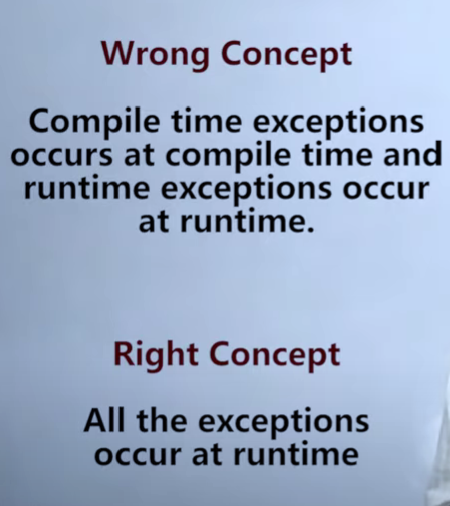 Wrong Concept
Compile time exceptions
occurs at compile time and
runtime exceptions occur
at runtime.
Right Concept
All the exceptions
occur at runtime